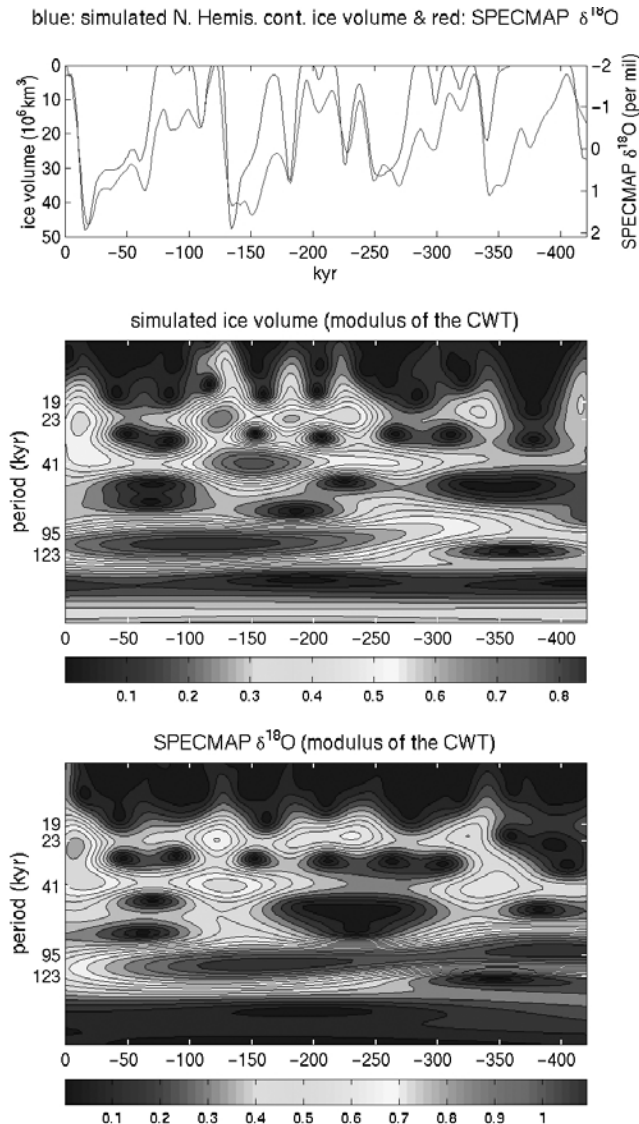 blue: simulated N. Hemis. cont. ice volume & red: SPECMAP δ¹⁸O
ice volume (10⁶km³)
0
10
20
30
40
50
−2
−1
0
1
2
SPECMAP δ¹⁸O (per mil)
0 −50 −100 −150 −200 −250 −300 −350 −400
kyr
simulated ice volume (modulus of the CWT)
period (kyr)
19
23
41
95
123
0 −50 −100 −150 −200 −250 −300 −350 −400
0.1 0.2 0.3 0.4 0.5 0.6 0.7 0.8
SPECMAP δ¹⁸O (modulus of the CWT)
period (kyr)
19
23
41
95
123
0 −50 −100 −150 −200 −250 −300 −350 −400
0.1 0.2 0.3 0.4 0.5 0.6 0.7 0.8 0.9 1